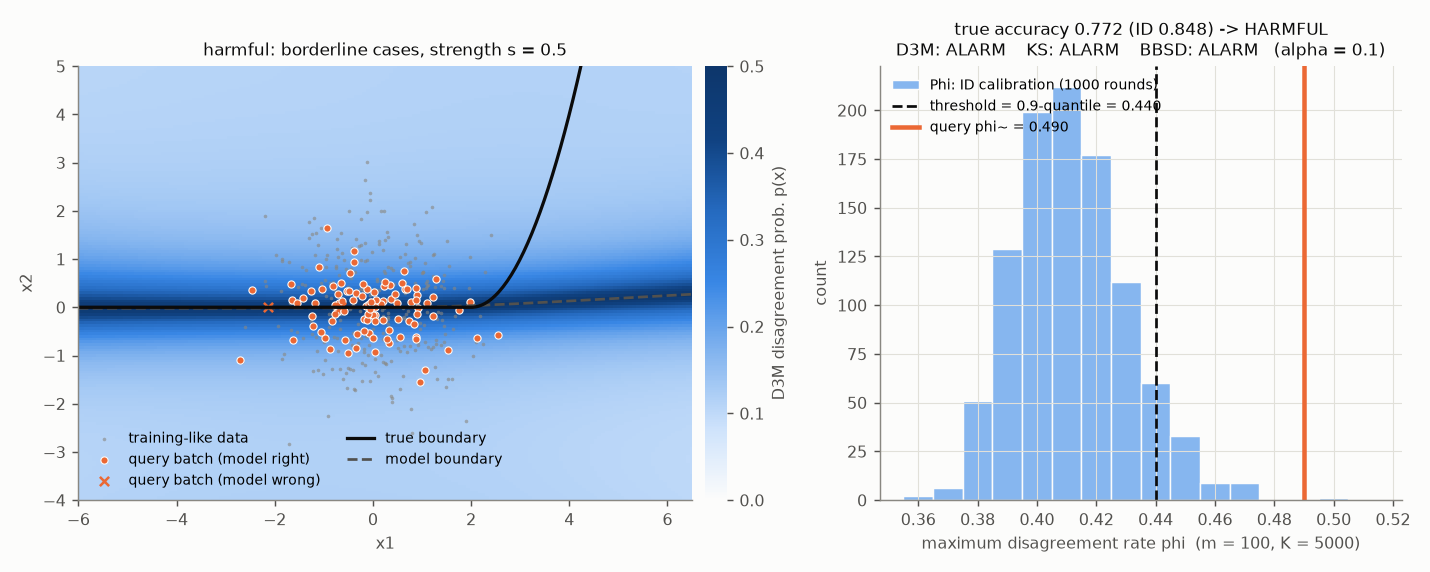 harmful: borderline cases, strength s = 0.5
5
4
3
2
1
0
−1
−2
−3
−4
x2
−6
−4
−2
0
2
4
6
x1
training-like data
query batch (model right)
query batch (model wrong)
true boundary
model boundary
0.5
0.4
0.3
0.2
0.1
0.0
D3M disagreement prob. p(x)
true accuracy 0.772 (ID 0.848) -> HARMFUL
D3M: ALARM KS: ALARM BBSD: ALARM (alpha = 0.1)
Phi: ID calibration (1000 rounds)
threshold = 0.9-quantile = 0.440
query phi~ = 0.490
200
175
150
125
100
75
50
25
0
count
0.36
0.38
0.40
0.42
0.44
0.46
0.48
0.50
0.52
maximum disagreement rate phi (m = 100, K = 5000)